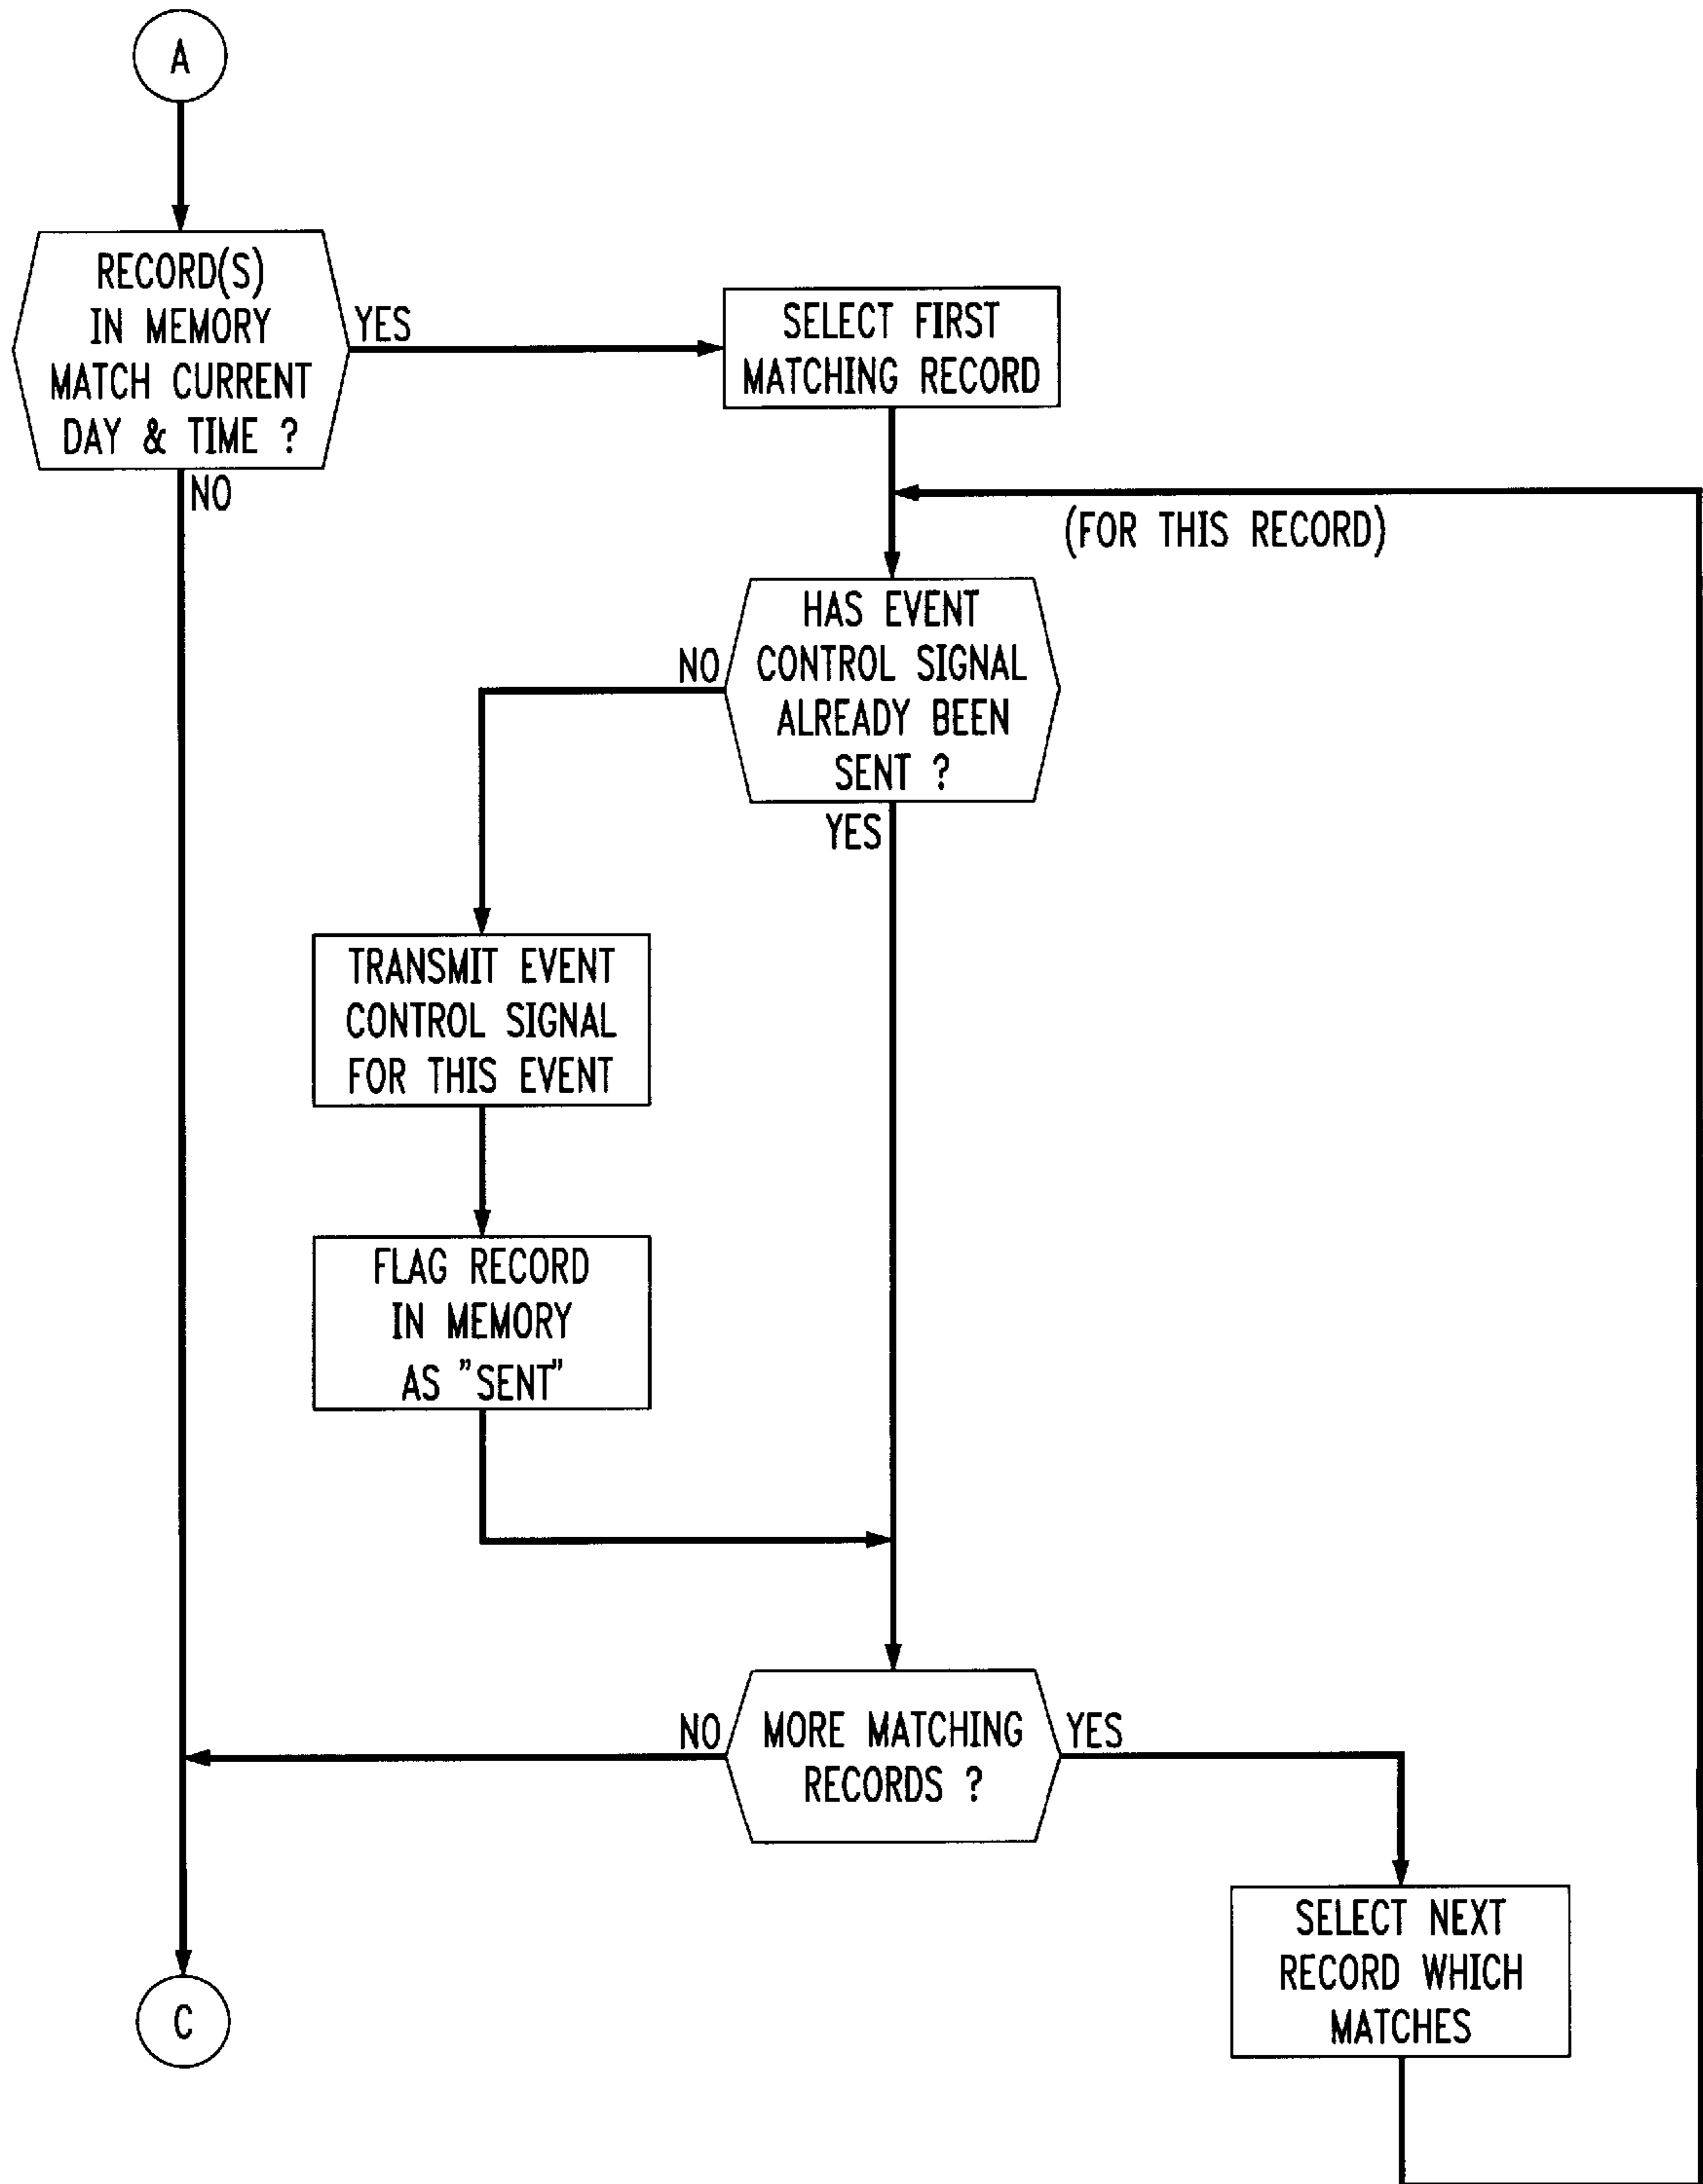 A
RECORD(S)
IN MEMORY
MATCH CURRENT
DAY & TIME ?
YES
NO
SELECT FIRST
MATCHING RECORD
(FOR THIS RECORD)
HAS EVENT
CONTROL SIGNAL
ALREADY BEEN
SENT ?
NO
YES
TRANSMIT EVENT
CONTROL SIGNAL
FOR THIS EVENT
FLAG RECORD
IN MEMORY
AS "SENT"
NO
MORE MATCHING
RECORDS ?
YES
SELECT NEXT
RECORD WHICH
MATCHES
C